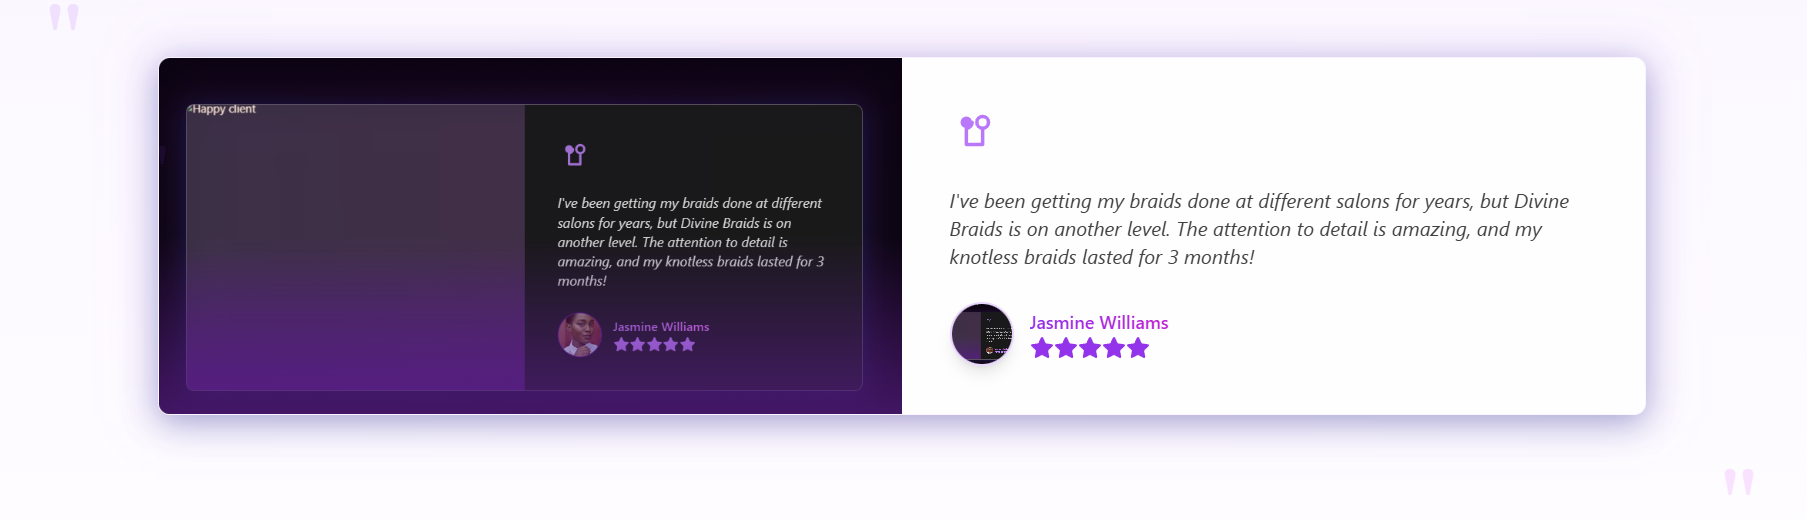 "
Happy client
I've been getting my braids done at different
salons for years, but Divine Braids is on
another level. The attention to detail is
amazing, and my knotless braids lasted for 3
months!
Jasmine Williams
I've been getting my braids done at different salons for years, but Divine
Braids is on another level. The attention to detail is amazing, and my
knotless braids lasted for 3 months!
Jasmine Williams
"